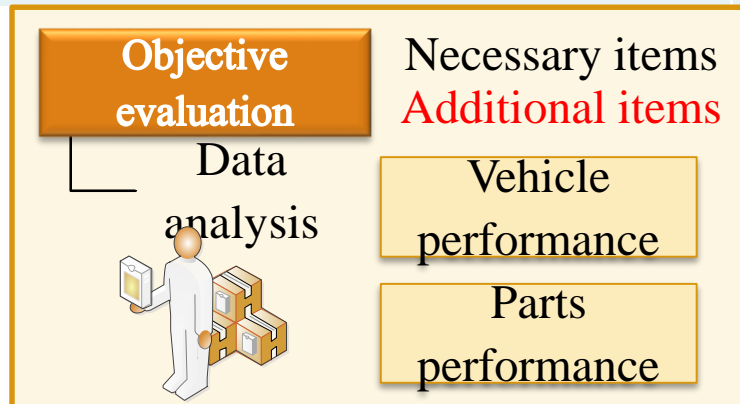 Objective
evaluation
Necessary items
Additional items
Data
analysis
Vehicle
performance
Parts
performance